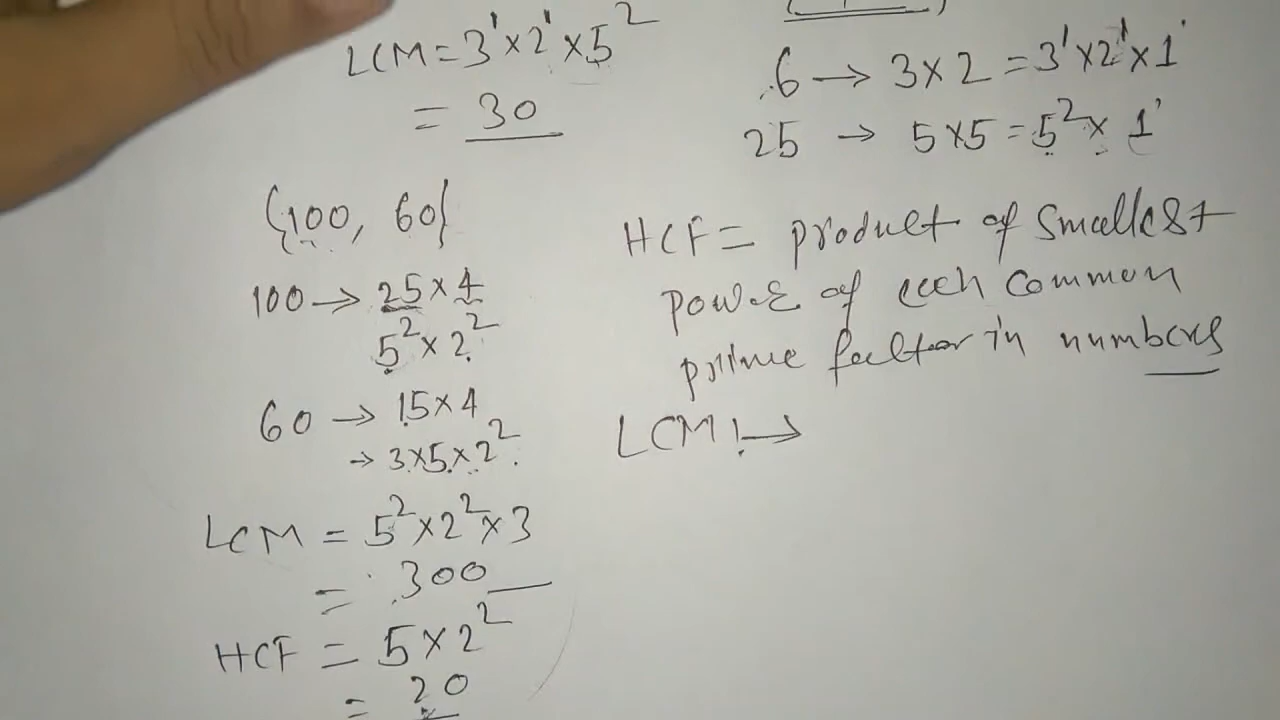 LCM = 3¹ × 2¹ × 5²
= 30
6 → 3 × 2 = 3¹ × 2¹ × 1¹
25 → 5 × 5 = 5² × 1¹
{100, 60}
100 → 25 × 4
5² × 2²
60 → 15 × 4
→ 3 × 5 × 2²
LCM = 5² × 2² × 3
= 300
HCF = 5 × 2²
= 20
HCF = product of smallest
power of each common
prime factor in numbers
LCM! →